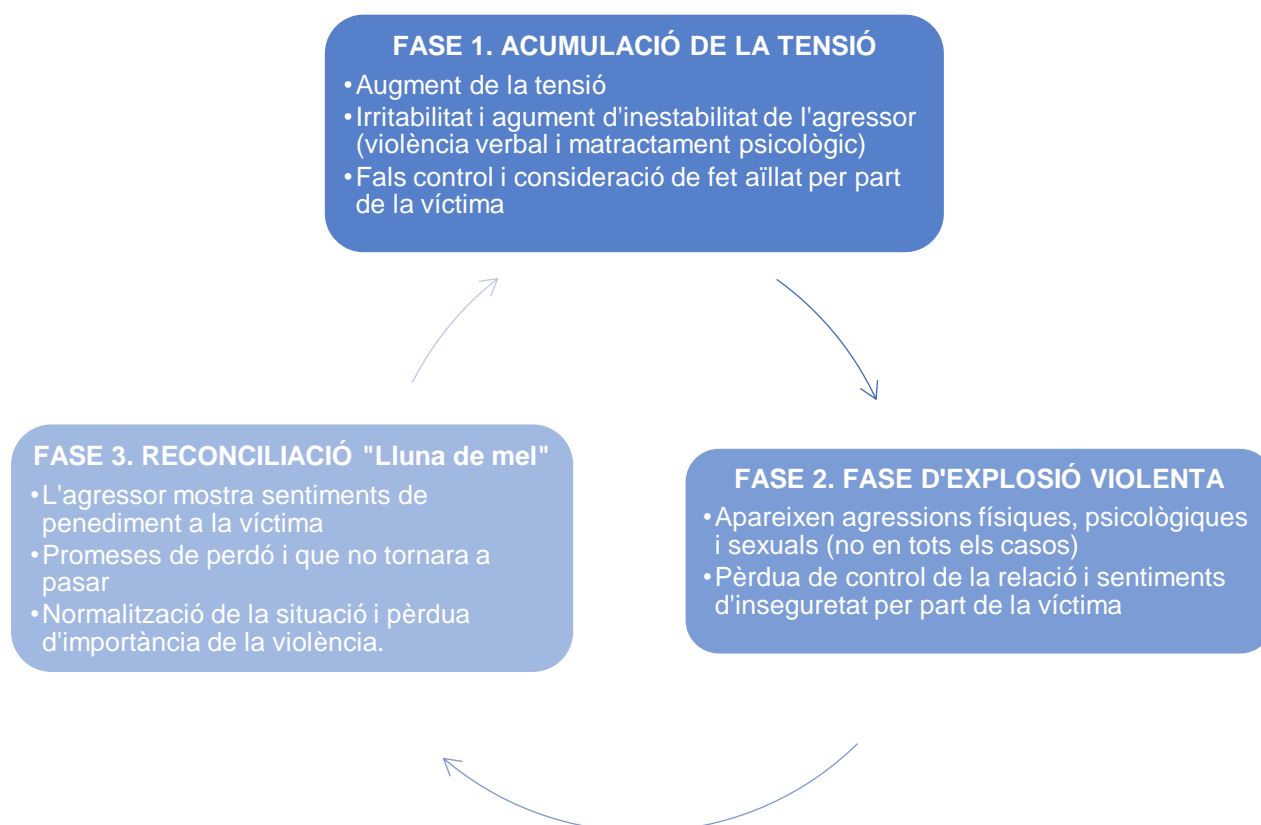 FASE 1. ACUMULACIÓ DE LA TENSIÓ
•Augment de la tensió
•Irritabilitat i agument d'inestabilitat de l'agressor
(violència verbal i matractament psicològic)
•Fals control i consideració de fet aïllat per part
de la víctima
FASE 2. FASE D'EXPLOSIÓ VIOLENTA
•Apareixen agressions físiques, psicològiques
i sexuals (no en tots els casos)
•Pèrdua de control de la relació i sentiments
d'inseguretat per part de la víctima
FASE 3. RECONCILIACIÓ "Lluna de mel"
•L'agressor mostra sentiments de
penediment a la víctima
•Promeses de perdó i que no tornara a
pasar
•Normalització de la situació i pèrdua
d'importància de la violència.